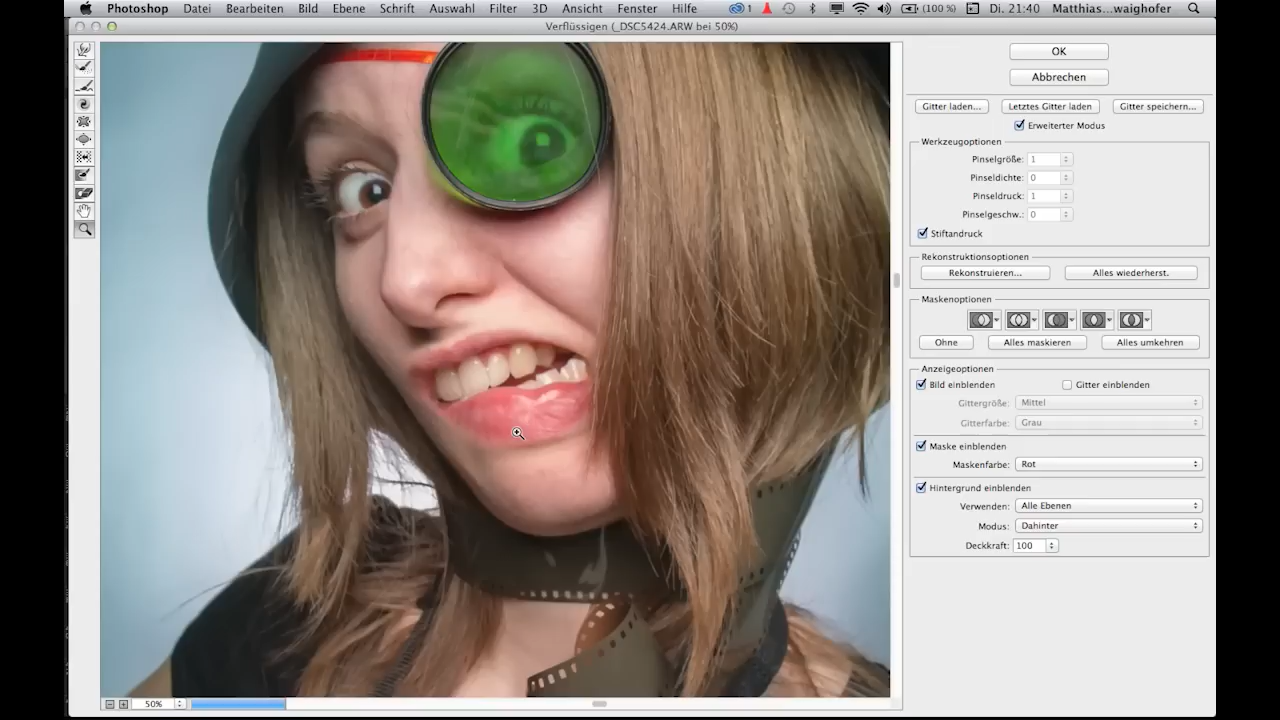 Photoshop Datei Bearbeiten Bild Ebene Schrift Auswahl Filter 3D Ansicht Fenster Hilfe 1 (100 %) Di. 21:40 Matthias...waighofer
Verflüssigen (_DSC5424.ARW bei 50%)
OK
Abbrechen
Gitter laden... Letztes Gitter laden Gitter speichern...
Erweiterter Modus
Werkzeugoptionen
Pinselgröße: 1
Pinseldichte: 0
Pinseldruck: 1
Pinselgeschw.: 0
Stiftandruck
Rekonstruktionsoptionen
Rekonstruieren... Alles wiederherst.
Maskenoptionen
Ohne Alles maskieren Alles umkehren
Anzeigeoptionen
Bild einblenden Gitter einblenden
Gittergröße: Mittel
Gitterfarbe: Grau
Maske einblenden
Maskenfarbe: Rot
Hintergrund einblenden
Verwenden: Alle Ebenen
Modus: Dahinter
Deckkraft: 100
50%